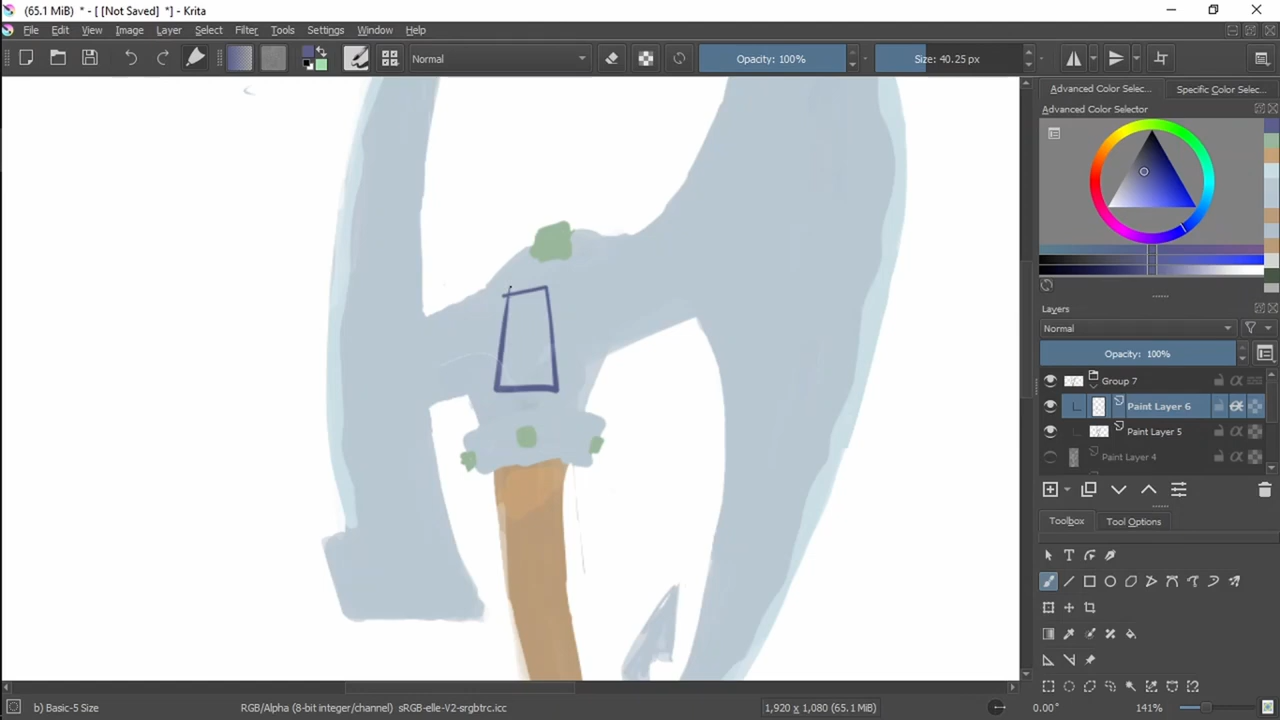 (65.1 MiB) * - [ [Not Saved] *] - Krita
File Edit View Image Layer Select Filter Tools Settings Window Help
Normal Opacity: 100% Size: 40.25 px
Advanced Color Selec... Specific Color Selec...
Advanced Color Selector
Layers
Normal
Opacity: 100%
Group 7
Paint Layer 6
Paint Layer 5
Paint Layer 4
Toolbox Tool Options
b) Basic-5 Size RGB/Alpha (8-bit integer/channel) sRGB-elle-V2-srgbtrc.icc 1,920 x 1,080 (65.1 MiB) 0.00° 141%